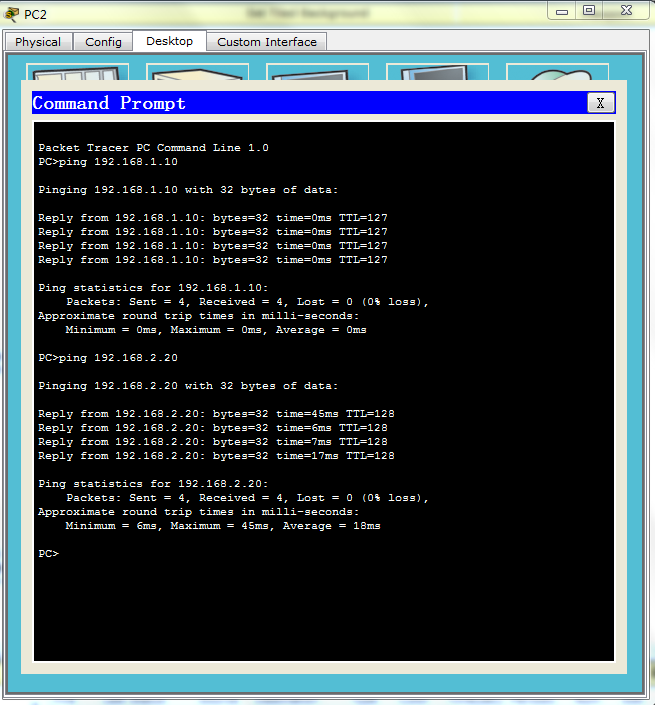 PC2
Physical Config Desktop Custom Interface
Command Prompt X
Packet Tracer PC Command Line 1.0
PC>ping 192.168.1.10
Pinging 192.168.1.10 with 32 bytes of data:
Reply from 192.168.1.10: bytes=32 time=0ms TTL=127
Reply from 192.168.1.10: bytes=32 time=0ms TTL=127
Reply from 192.168.1.10: bytes=32 time=0ms TTL=127
Reply from 192.168.1.10: bytes=32 time=0ms TTL=127
Ping statistics for 192.168.1.10:
Packets: Sent = 4, Received = 4, Lost = 0 (0% loss),
Approximate round trip times in milli-seconds:
Minimum = 0ms, Maximum = 0ms, Average = 0ms
PC>ping 192.168.2.20
Pinging 192.168.2.20 with 32 bytes of data:
Reply from 192.168.2.20: bytes=32 time=45ms TTL=128
Reply from 192.168.2.20: bytes=32 time=6ms TTL=128
Reply from 192.168.2.20: bytes=32 time=7ms TTL=128
Reply from 192.168.2.20: bytes=32 time=17ms TTL=128
Ping statistics for 192.168.2.20:
Packets: Sent = 4, Received = 4, Lost = 0 (0% loss),
Approximate round trip times in milli-seconds:
Minimum = 6ms, Maximum = 45ms, Average = 18ms
PC>